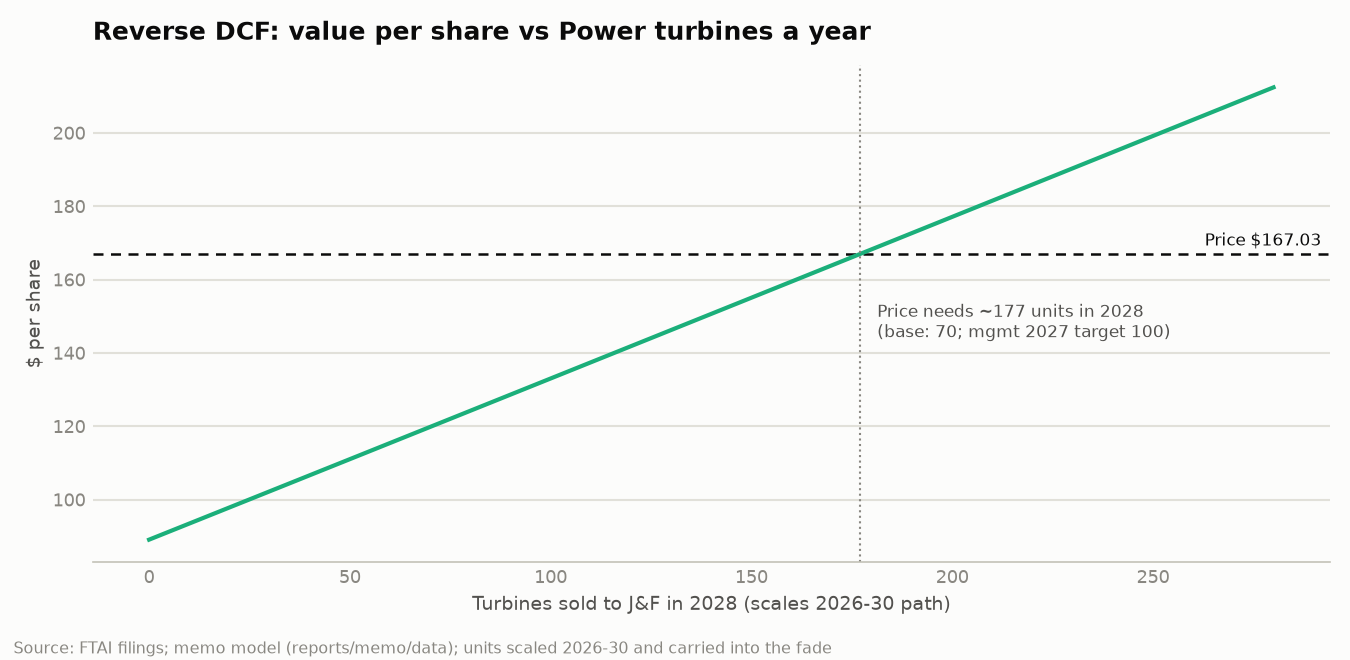 Reverse DCF: value per share vs Power turbines a year
200
180
160
140
120
100
$ per share
Price $167.03
Price needs ~177 units in 2028
(base: 70; mgmt 2027 target 100)
0
50
100
150
200
250
Turbines sold to J&F in 2028 (scales 2026-30 path)
Source: FTAI filings; memo model (reports/memo/data); units scaled 2026-30 and carried into the fade